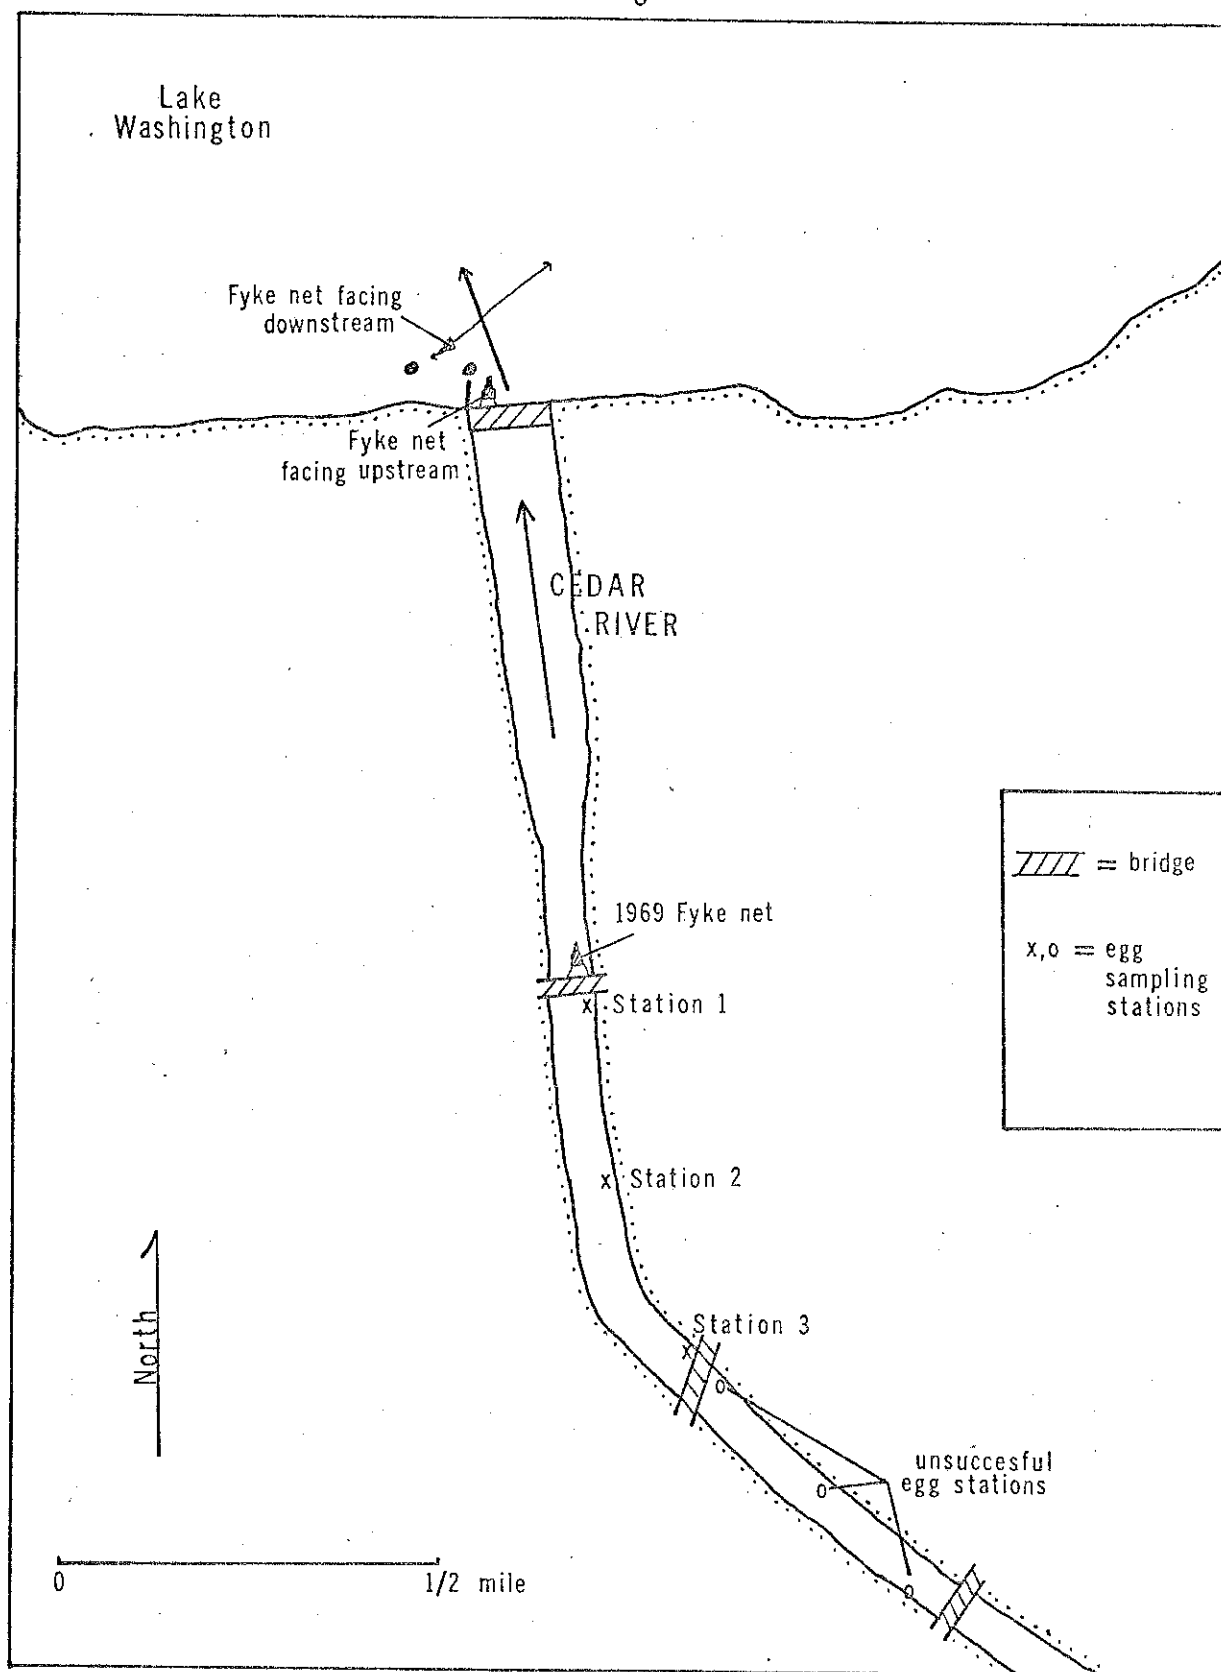 Lake
Washington
Fyke net facing
downstream
Fyke net
facing upstream
CEDAR
RIVER
= bridge
1969 Fyke net
x,o = egg
sampling
stations
x Station 1
x Station 2
North
Station 3
x
o
unsuccesful
egg stations
o
o
0 1/2 mile